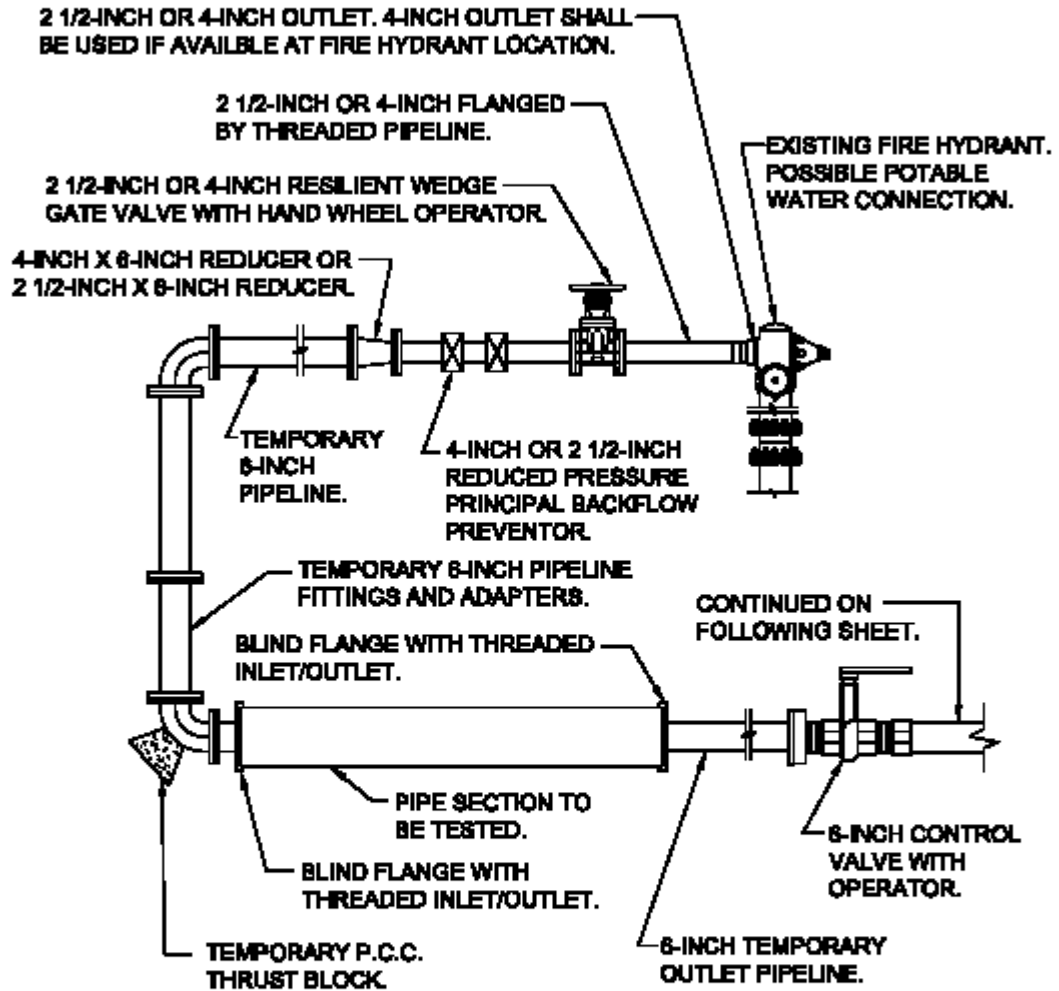 2 1/2-INCH OR 4-INCH OUTLET. 4-INCH OUTLET SHALL
BE USED IF AVAILBLE AT FIRE HYDRANT LOCATION.
2 1/2-INCH OR 4-INCH FLANGED
BY THREADED PIPELINE.
EXISTING FIRE HYDRANT.
POSSIBLE POTABLE
WATER CONNECTION.
2 1/2-INCH OR 4-INCH RESILIENT WEDGE
GATE VALVE WITH HAND WHEEL OPERATOR.
4-INCH X 6-INCH REDUCER OR
2 1/2-INCH X 6-INCH REDUCER.
TEMPORARY
6-INCH
PIPELINE.
4-INCH OR 2 1/2-INCH
REDUCED PRESSURE
PRINCIPAL BACKFLOW
PREVENTOR.
TEMPORARY 6-INCH PIPELINE
FITTINGS AND ADAPTERS.
CONTINUED ON
FOLLOWING SHEET.
BLIND FLANGE WITH THREADED
INLET/OUTLET.
PIPE SECTION TO
BE TESTED.
6-INCH CONTROL
VALVE WITH
OPERATOR.
BLIND FLANGE WITH
THREADED INLET/OUTLET.
TEMPORARY P.C.C.
THRUST BLOCK.
6-INCH TEMPORARY
OUTLET PIPELINE.